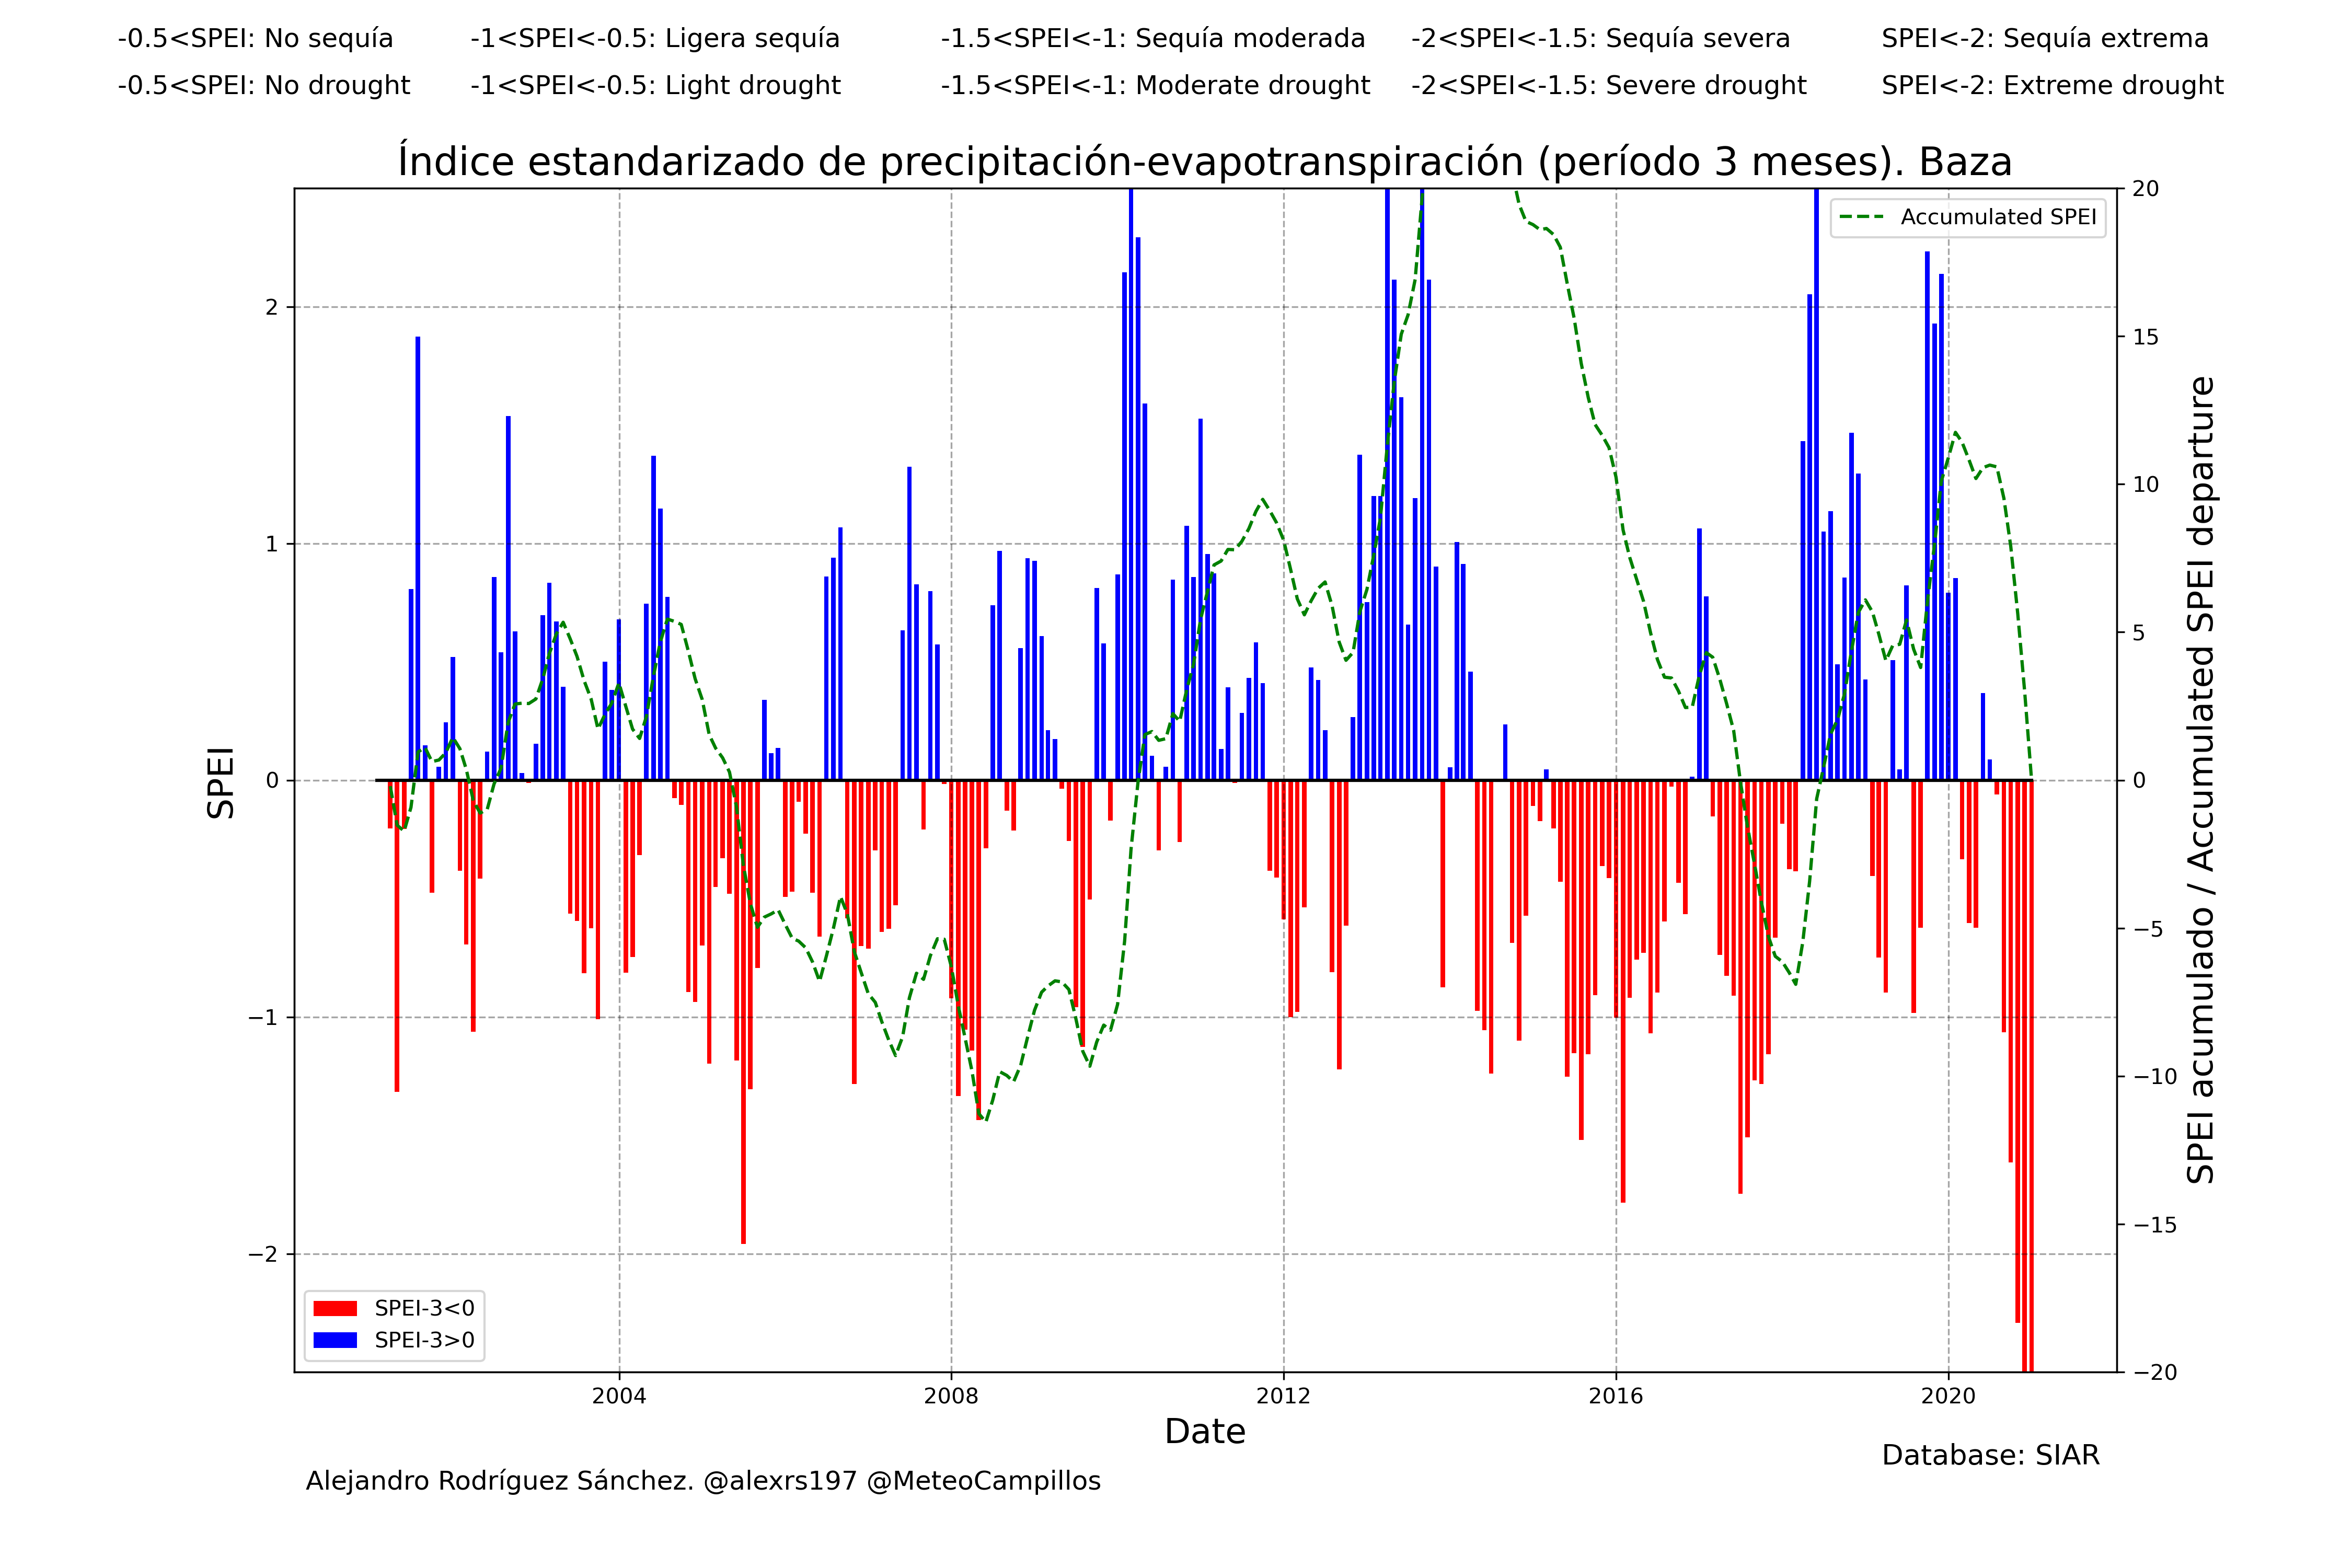 -0.5<SPEI: No sequía -1<SPEI<-0.5: Ligera sequía -1.5<SPEI<-1: Sequía moderada -2<SPEI<-1.5: Sequía severa SPEI<-2: Sequía extrema
-0.5<SPEI: No drought -1<SPEI<-0.5: Light drought -1.5<SPEI<-1: Moderate drought -2<SPEI<-1.5: Severe drought SPEI<-2: Extreme drought
Índice estandarizado de precipitación-evapotranspiración (período 3 meses). Baza
Accumulated SPEI
SPEI
2
1
0
−1
−2
20
15
10
5
0
−5
−10
−15
−20
SPEI acumulado / Accumulated SPEI departure
SPEI-3<0
SPEI-3>0
2004 2008 2012 2016 2020
Date
Database: SIAR
Alejandro Rodríguez Sánchez. @alexrs197 @MeteoCampillos